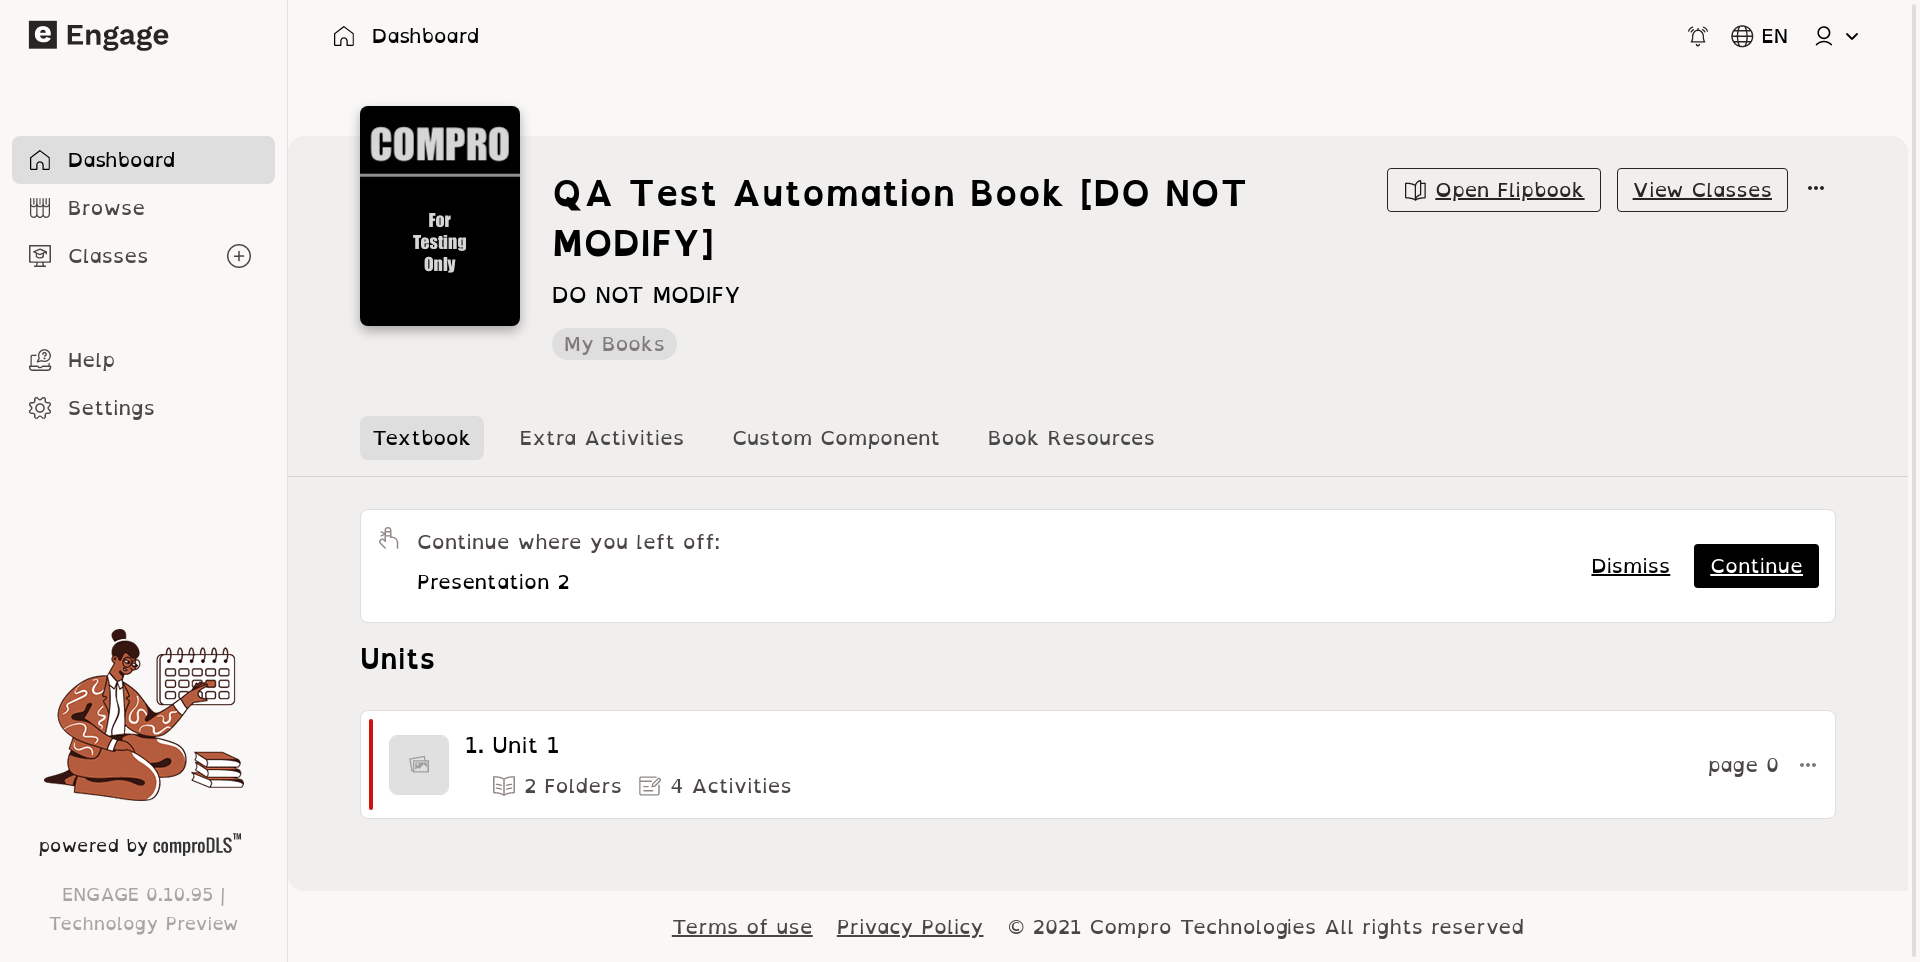 e Engage
Dashboard
EN
Dashboard
Browse
Classes
Help
Settings
powered by comproDLS™
ENGAGE 0.10.95 |
Technology Preview
COMPRO
For
Testing
Only
QA Test Automation Book [DO NOT
MODIFY]
DO NOT MODIFY
My Books
Open Flipbook
View Classes
Textbook
Extra Activities
Custom Component
Book Resources
Continue where you left off:
Presentation 2
Dismiss
Continue
Units
1. Unit 1
2 Folders
4 Activities
page 0
Terms of use
Privacy Policy
© 2021 Compro Technologies All rights reserved